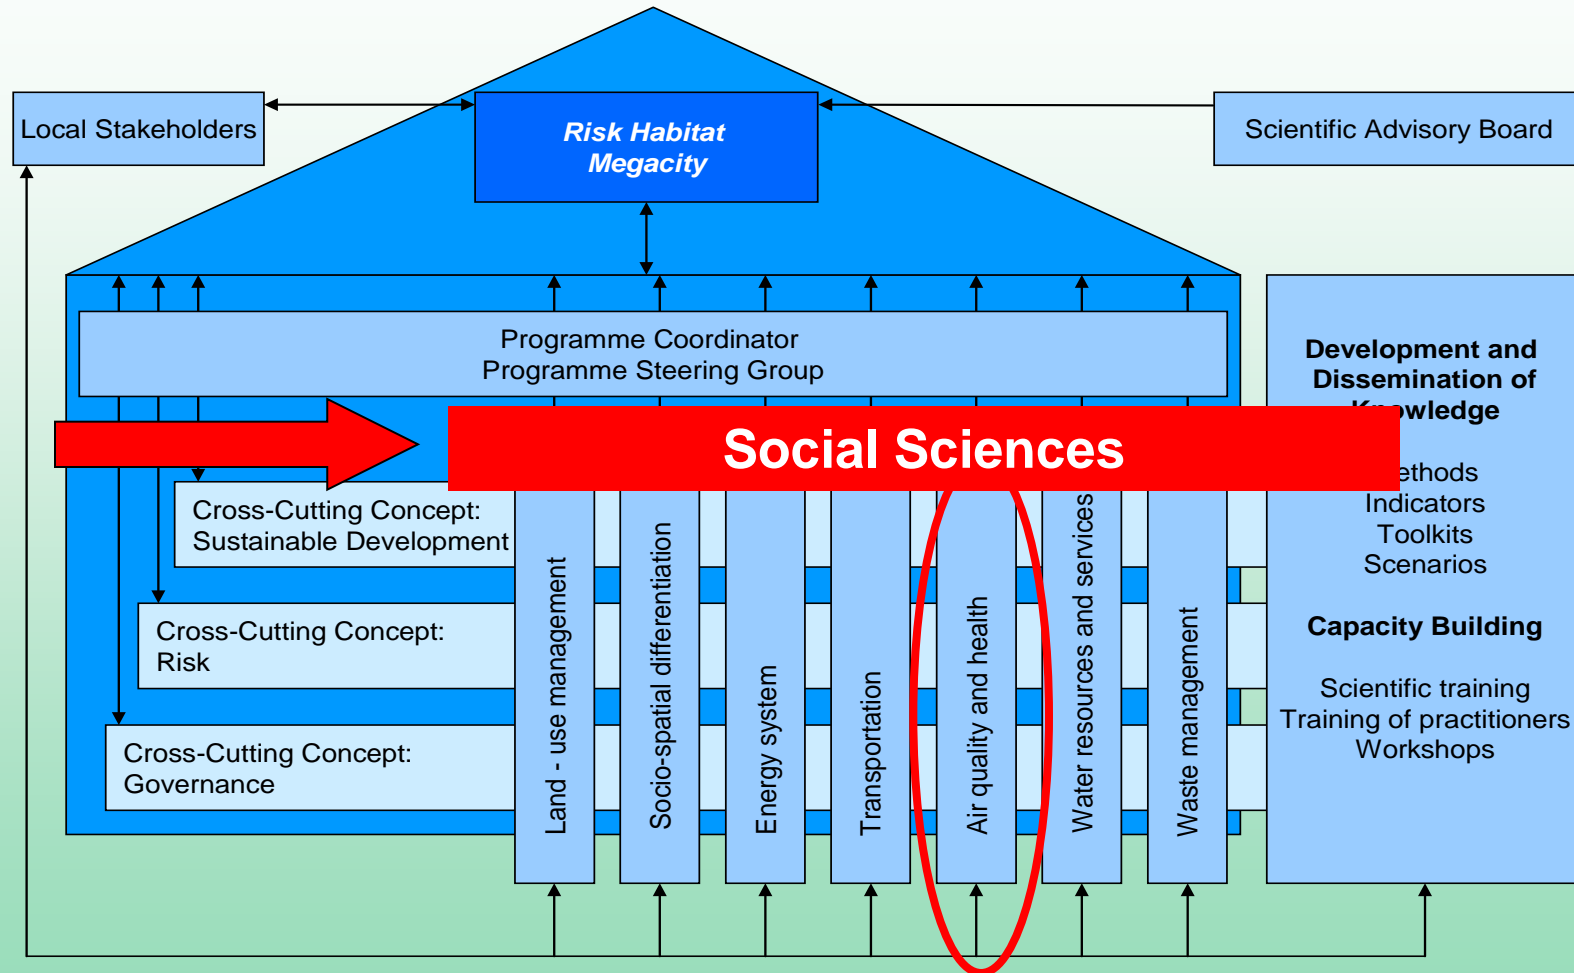 Local Stakeholders
Risk Habitat
Megacity
Scientific Advisory Board
Programme Coordinator
Programme Steering Group
Development and
Dissemination of
Knowledge
Social Sciences
Methods
Indicators
Toolkits
Scenarios
Capacity Building
Scientific training
Training of practitioners
Workshops
Cross-Cutting Concept:
Sustainable Development
Cross-Cutting Concept:
Risk
Cross-Cutting Concept:
Governance
Land - use management
Socio-spatial differentiation
Energy system
Transportation
Air quality and health
Water resources and services
Waste management